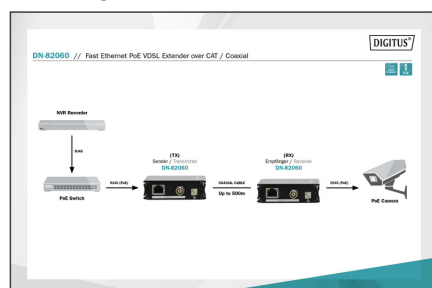 DIGITUS®
DN-82060 // Fast Ethernet PoE VDSL Extender over CAT / Coaxial
NVR Recorder
RJ45
(TX)
Sender / Transmitter
DN-82060
(RX)
Empfänger / Receiver
DN-82060
RJ45 (PoE)
COAXIAL CABLE
Up to 500m
RJ45 (PoE)
PoE Switch
PoE Camera